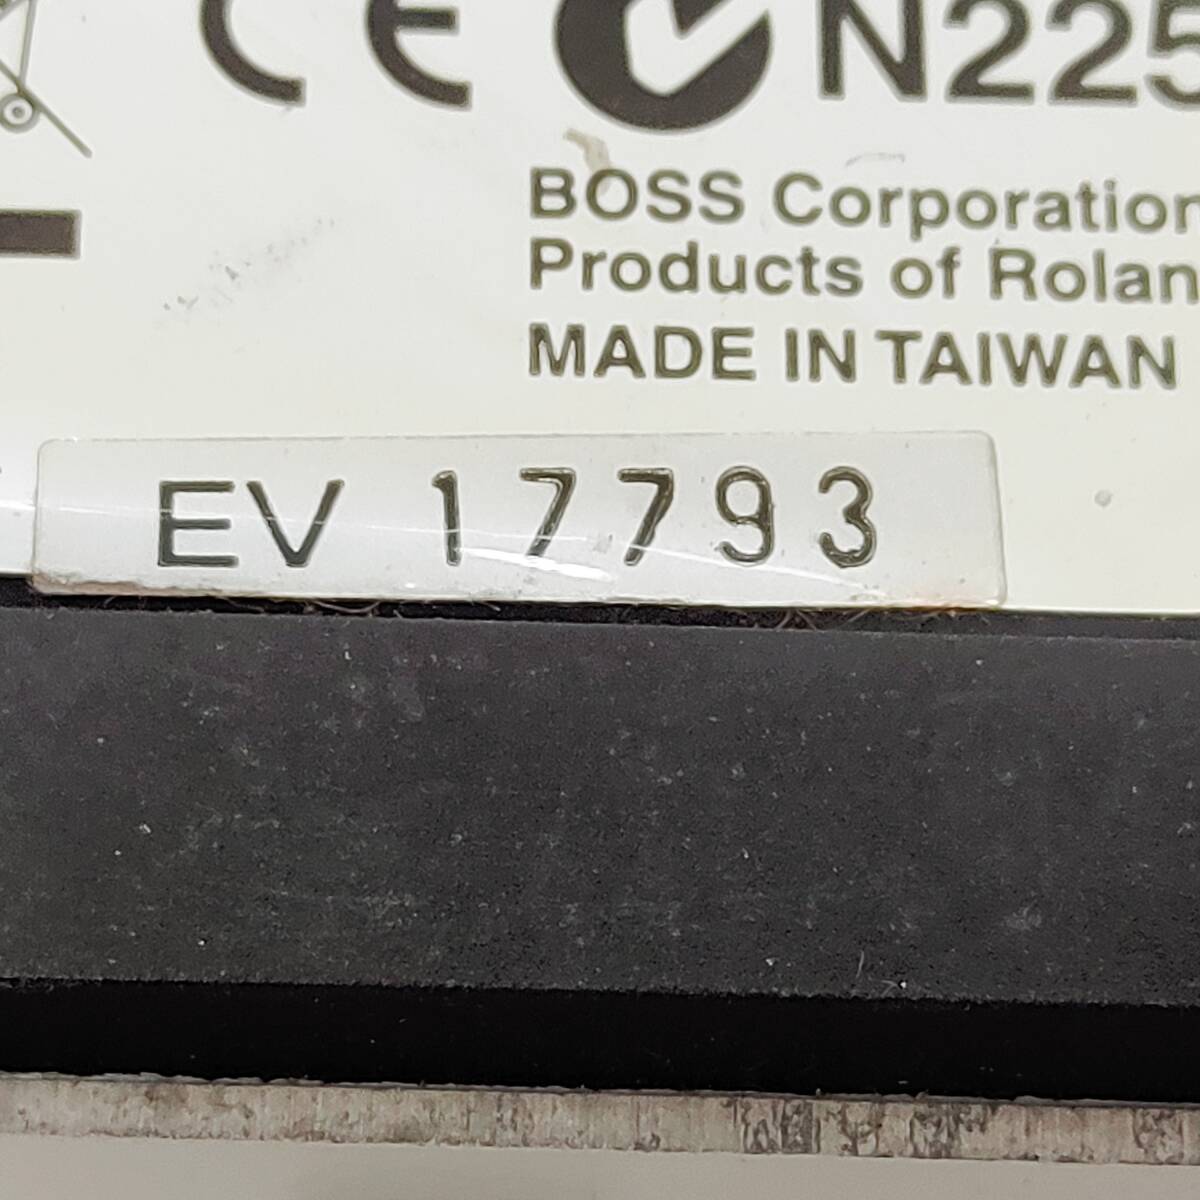 CE N225
BOSS Corporation
Products of Rolan
MADE IN TAIWAN
EV 17793